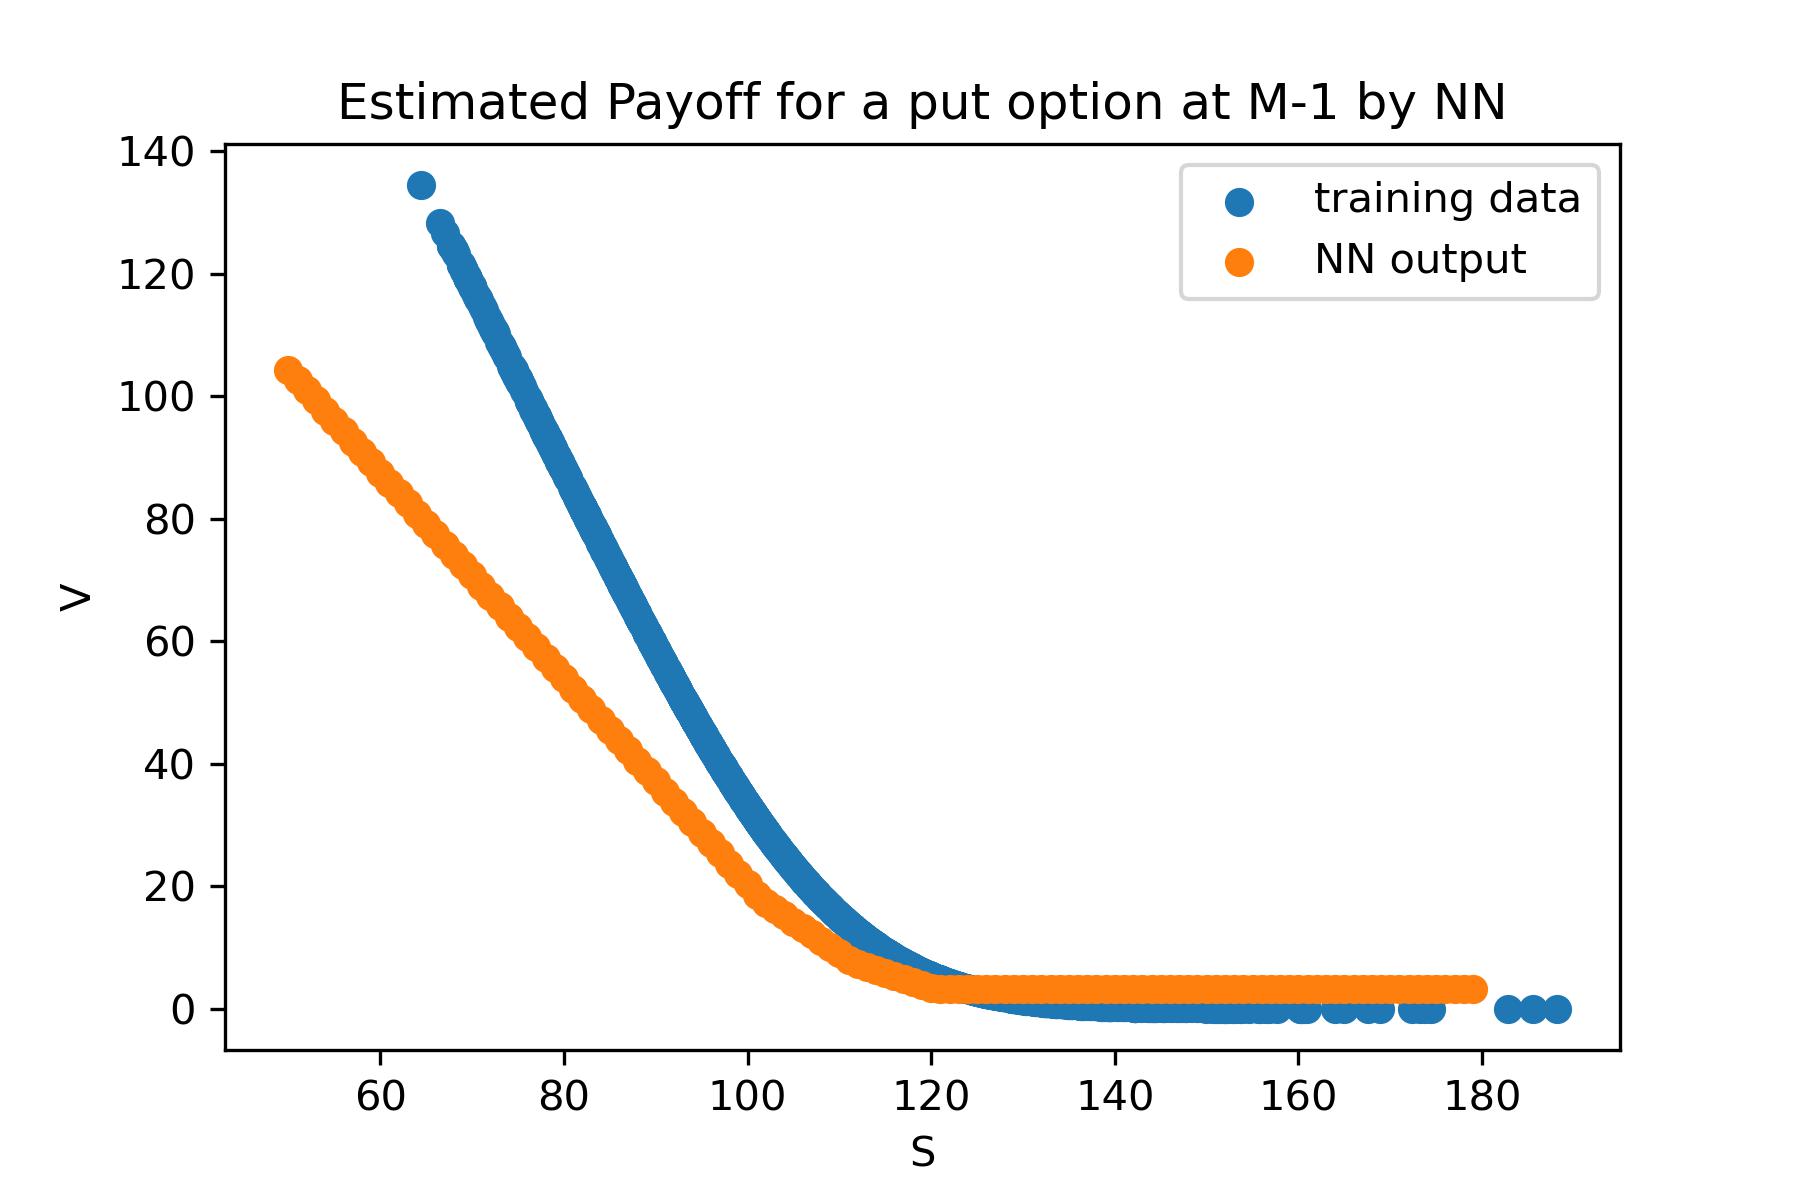 Estimated Payoff for a put option at M-1 by NN
140
120
100
80
60
40
20
0
V
training data
NN output
60 80 100 120 140 160 180
S